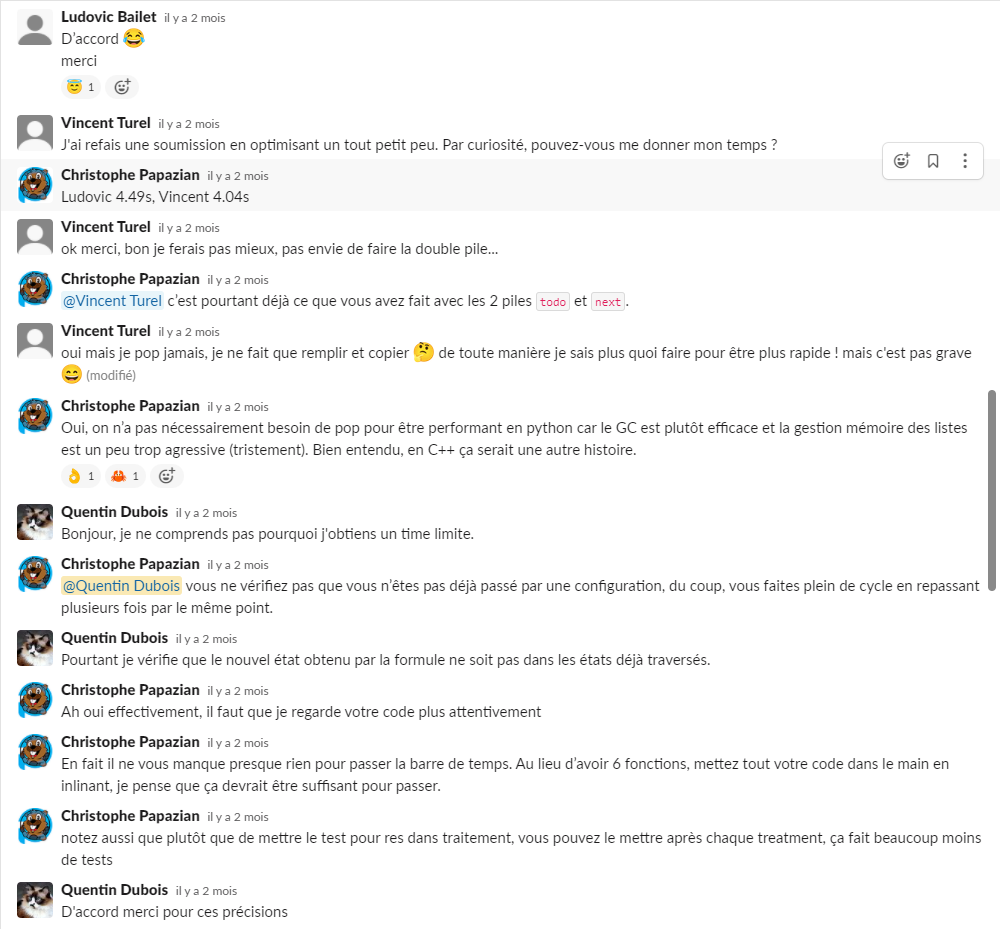 Ludovic Bailet il y a 2 mois
D'accord 😂
merci
😇 1
Vincent Turel il y a 2 mois
J'ai refais une soumission en optimisant un tout petit peu. Par curiosité, pouvez-vous me donner mon temps ?
Christophe Papazian il y a 2 mois
Ludovic 4.49s, Vincent 4.04s
Vincent Turel il y a 2 mois
ok merci, bon je ferais pas mieux, pas envie de faire la double pile...
Christophe Papazian il y a 2 mois
@Vincent Turel c'est pourtant déjà ce que vous avez fait avec les 2 piles todo et next.
Vincent Turel il y a 2 mois
oui mais je pop jamais, je ne fait que remplir et copier 🤔 de toute manière je sais plus quoi faire pour être plus rapide ! mais c'est pas grave
😄 (modifié)
Christophe Papazian il y a 2 mois
Oui, on n'a pas nécessairement besoin de pop pour être performant en python car le GC est plutôt efficace et la gestion mémoire des listes
est un peu trop agressive (tristement). Bien entendu, en C++ ça serait une autre histoire.
👌 1 🦀 1
Quentin Dubois il y a 2 mois
Bonjour, je ne comprends pas pourquoi j'obtiens un time limite.
Christophe Papazian il y a 2 mois
@Quentin Dubois vous ne vérifiez pas que vous n'êtes pas déjà passé par une configuration, du coup, vous faites plein de cycle en repassant
plusieurs fois par le même point.
Quentin Dubois il y a 2 mois
Pourtant je vérifie que le nouvel état obtenu par la formule ne soit pas dans les états déjà traversés.
Christophe Papazian il y a 2 mois
Ah oui effectivement, il faut que je regarde votre code plus attentivement
Christophe Papazian il y a 2 mois
En fait il ne vous manque presque rien pour passer la barre de temps. Au lieu d'avoir 6 fonctions, mettez tout votre code dans le main en
inlinant, je pense que ça devrait être suffisant pour passer.
Christophe Papazian il y a 2 mois
notez aussi que plutôt que de mettre le test pour res dans traitement, vous pouvez le mettre après chaque treatment, ça fait beaucoup moins
de tests
Quentin Dubois il y a 2 mois
D'accord merci pour ces précisions